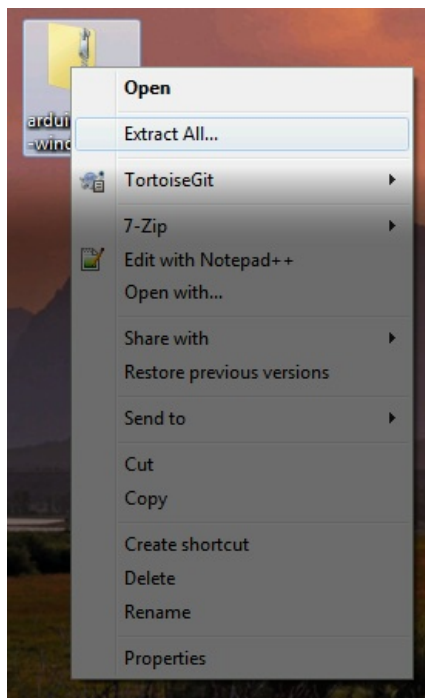 ardui
-wind
Open
Extract All...
TortoiseGit
7-Zip
Edit with Notepad++
Open with...
Share with
Restore previous versions
Send to
Cut
Copy
Create shortcut
Delete
Rename
Properties